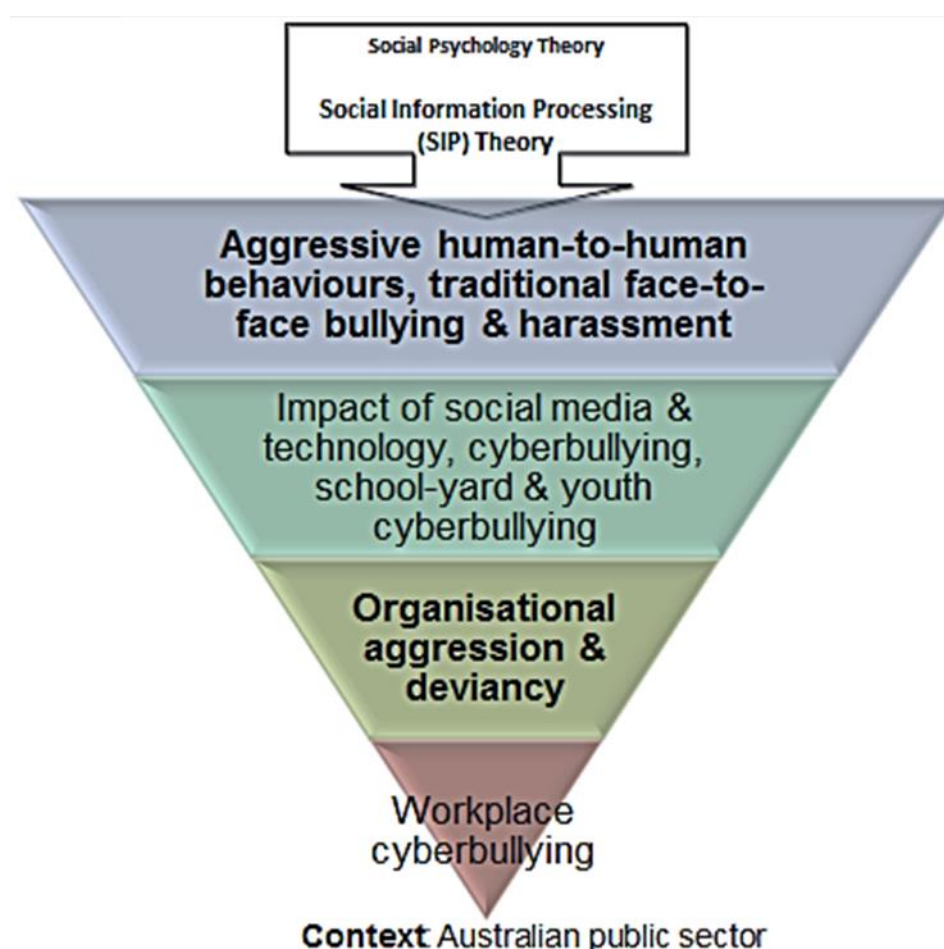 Social Psychology Theory
Social Information Processing
(SIP) Theory
Aggressive human-to-human
behaviours, traditional face-to-
face bullying & harassment
Impact of social media &
technology, cyberbullying,
school-yard & youth
cyberbullying
Organisational
aggression &
deviancy
Workplace
cyberbullying
Context Australian public sector